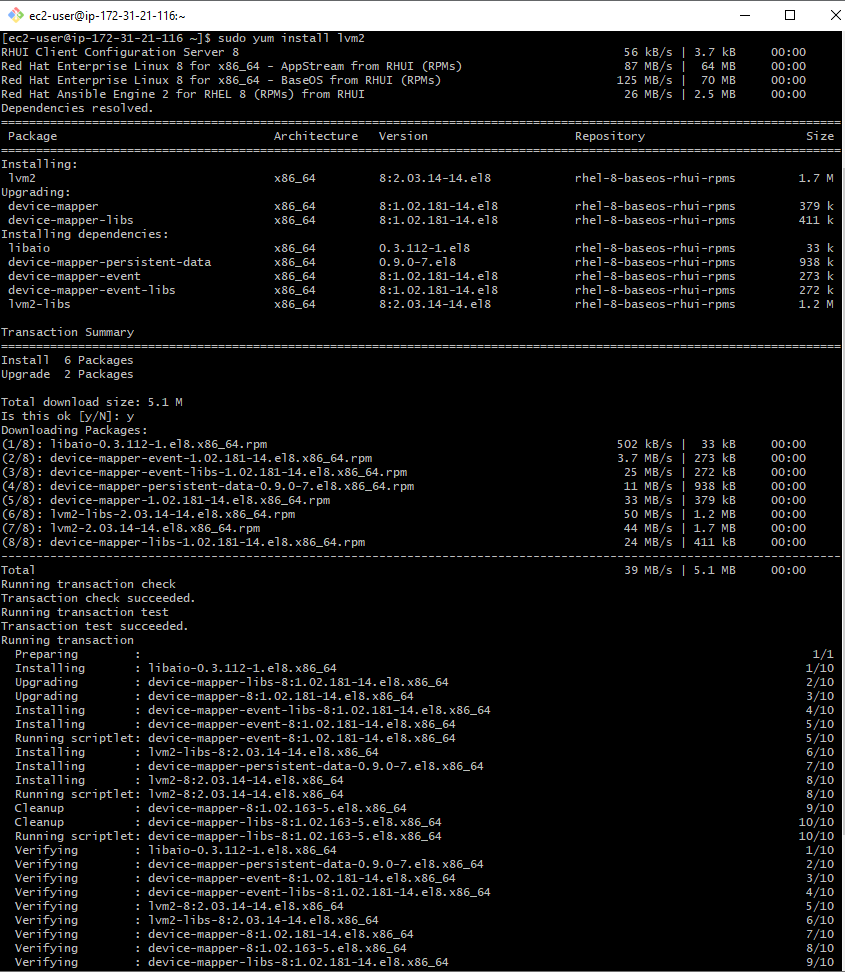 ec2-user@ip-172-31-21-116:~
[ec2-user@ip-172-31-21-116 ~]$ sudo yum install lvm2
RHUI Client Configuration Server 8 56 kB/s | 3.7 kB 00:00
Red Hat Enterprise Linux 8 for x86_64 - AppStream from RHUI (RPMs) 87 MB/s | 64 MB 00:00
Red Hat Enterprise Linux 8 for x86_64 - BaseOS from RHUI (RPMs) 125 MB/s | 70 MB 00:00
Red Hat Ansible Engine 2 for RHEL 8 (RPMs) from RHUI 26 MB/s | 2.5 MB 00:00
Dependencies resolved.
Package Architecture Version Repository Size
Installing:
lvm2 x86_64 8:2.03.14-14.el8 rhel-8-baseos-rhui-rpms 1.7 M
Upgrading:
device-mapper x86_64 8:1.02.181-14.el8 rhel-8-baseos-rhui-rpms 379 k
device-mapper-libs x86_64 8:1.02.181-14.el8 rhel-8-baseos-rhui-rpms 411 k
Installing dependencies:
libaio x86_64 0.3.112-1.el8 rhel-8-baseos-rhui-rpms 33 k
device-mapper-persistent-data x86_64 0.9.0-7.el8 rhel-8-baseos-rhui-rpms 938 k
device-mapper-event x86_64 8:1.02.181-14.el8 rhel-8-baseos-rhui-rpms 273 k
device-mapper-event-libs x86_64 8:1.02.181-14.el8 rhel-8-baseos-rhui-rpms 272 k
lvm2-libs x86_64 8:2.03.14-14.el8 rhel-8-baseos-rhui-rpms 1.2 M
Transaction Summary
Install 6 Packages
Upgrade 2 Packages
Total download size: 5.1 M
Is this ok [y/N]: y
Downloading Packages:
(1/8): libaio-0.3.112-1.el8.x86_64.rpm 502 kB/s | 33 kB 00:00
(2/8): device-mapper-event-1.02.181-14.el8.x86_64.rpm 3.7 MB/s | 273 kB 00:00
(3/8): device-mapper-event-libs-1.02.181-14.el8.x86_64.rpm 25 MB/s | 272 kB 00:00
(4/8): device-mapper-persistent-data-0.9.0-7.el8.x86_64.rpm 11 MB/s | 938 kB 00:00
(5/8): device-mapper-1.02.181-14.el8.x86_64.rpm 33 MB/s | 379 kB 00:00
(6/8): lvm2-libs-2.03.14-14.el8.x86_64.rpm 50 MB/s | 1.2 MB 00:00
(7/8): lvm2-2.03.14-14.el8.x86_64.rpm 44 MB/s | 1.7 MB 00:00
(8/8): device-mapper-libs-1.02.181-14.el8.x86_64.rpm 24 MB/s | 411 kB 00:00
Total 39 MB/s | 5.1 MB 00:00
Running transaction check
Transaction check succeeded.
Running transaction test
Transaction test succeeded.
Running transaction
Preparing : 1/1
Installing : libaio-0.3.112-1.el8.x86_64 1/10
Upgrading : device-mapper-libs-8:1.02.181-14.el8.x86_64 2/10
Upgrading : device-mapper-8:1.02.181-14.el8.x86_64 3/10
Installing : device-mapper-event-libs-8:1.02.181-14.el8.x86_64 4/10
Installing : device-mapper-event-8:1.02.181-14.el8.x86_64 5/10
Running scriptlet: device-mapper-event-8:1.02.181-14.el8.x86_64 5/10
Installing : lvm2-libs-8:2.03.14-14.el8.x86_64 6/10
Installing : device-mapper-persistent-data-0.9.0-7.el8.x86_64 7/10
Installing : lvm2-8:2.03.14-14.el8.x86_64 8/10
Running scriptlet: lvm2-8:2.03.14-14.el8.x86_64 8/10
Cleanup : device-mapper-8:1.02.163-5.el8.x86_64 9/10
Cleanup : device-mapper-libs-8:1.02.163-5.el8.x86_64 10/10
Running scriptlet: device-mapper-libs-8:1.02.163-5.el8.x86_64 10/10
Verifying : libaio-0.3.112-1.el8.x86_64 1/10
Verifying : device-mapper-persistent-data-0.9.0-7.el8.x86_64 2/10
Verifying : device-mapper-event-8:1.02.181-14.el8.x86_64 3/10
Verifying : device-mapper-event-libs-8:1.02.181-14.el8.x86_64 4/10
Verifying : lvm2-8:2.03.14-14.el8.x86_64 5/10
Verifying : lvm2-libs-8:2.03.14-14.el8.x86_64 6/10
Verifying : device-mapper-8:1.02.181-14.el8.x86_64 7/10
Verifying : device-mapper-8:1.02.163-5.el8.x86_64 8/10
Verifying : device-mapper-libs-8:1.02.181-14.el8.x86_64 9/10